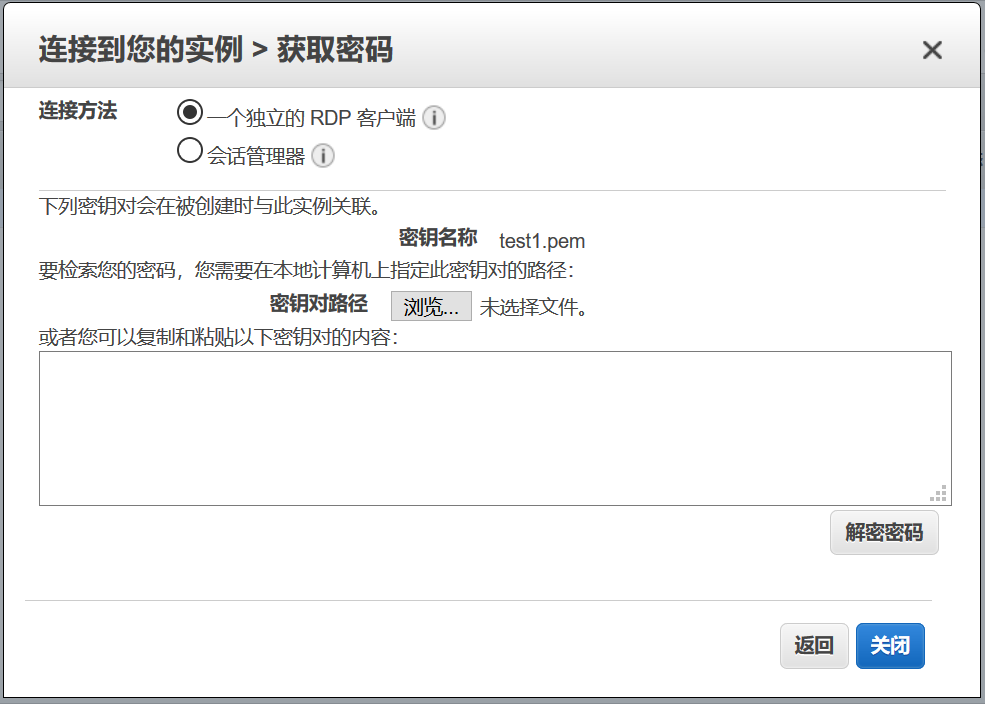 连接到您的实例 > 获取密码
连接方法
一个独立的 RDP 客户端
会话管理器
下列密钥对会在被创建时与此实例关联。
密钥名称 test1.pem
要检索您的密码，您需要在本地计算机上指定此密钥对的路径：
密钥对路径 浏览... 未选择文件。
或者您可以复制和粘贴以下密钥对的内容：
解密密码
返回 关闭